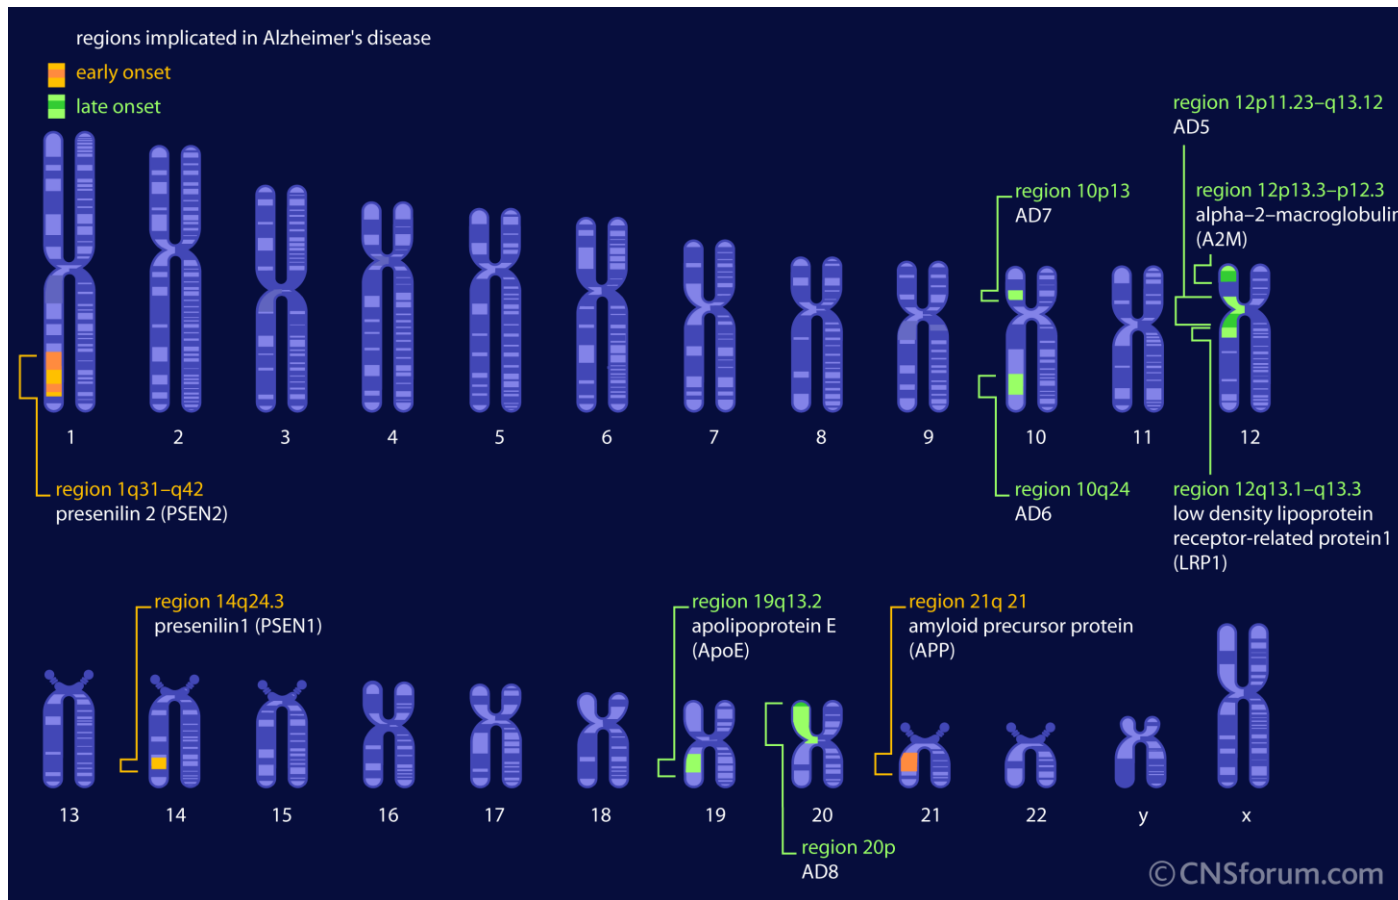 regions implicated in Alzheimer's disease
early onset
late onset
region 12p11.23–q13.12
AD5
region 10p13
AD7
region 12p13.3–p12.3
alpha–2–macroglobulin
(A2M)
1
2
3
4
5
6
7
8
9
10
11
12
region 1q31–q42
presenilin 2 (PSEN2)
region 10q24
AD6
region 12q13.1–q13.3
low density lipoprotein
receptor-related protein1
(LRP1)
region 14q24.3
presenilin1 (PSEN1)
region 19q13.2
apolipoprotein E
(ApoE)
region 21q 21
amyloid precursor protein
(APP)
13
14
15
16
17
18
19
20
21
22
y
x
region 20p
AD8
© CNSforum.com